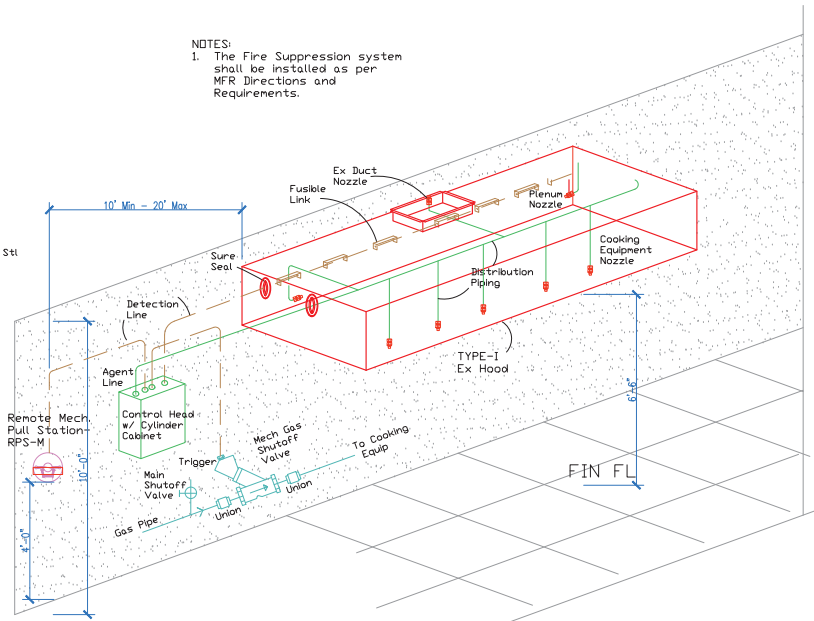 NOTES:
1. The Fire Suppression system
shall be installed as per
MFR Directions and
Requirements.
Ex Duct
Nozzle
Fusible
Link
Plenum
Nozzle
10' Min - 20' Max
Stl
Sure
Seal
Cooking
Equipment
Nozzle
Distribution
Piping
Detection
Line
TYPE-I
Ex Hood
Agent
Line
6'-6"
Remote Mech.
Pull Station-
RPS-M
Control Head
w/ Cylinder
Cabinet
Mech Gas
Shutoff
Valve
To Cooking
Equip
Trigger
10'-0"
Main
Shutoff
Valve
FIN FL
Union
Union
Gas Pipe
4'-0"